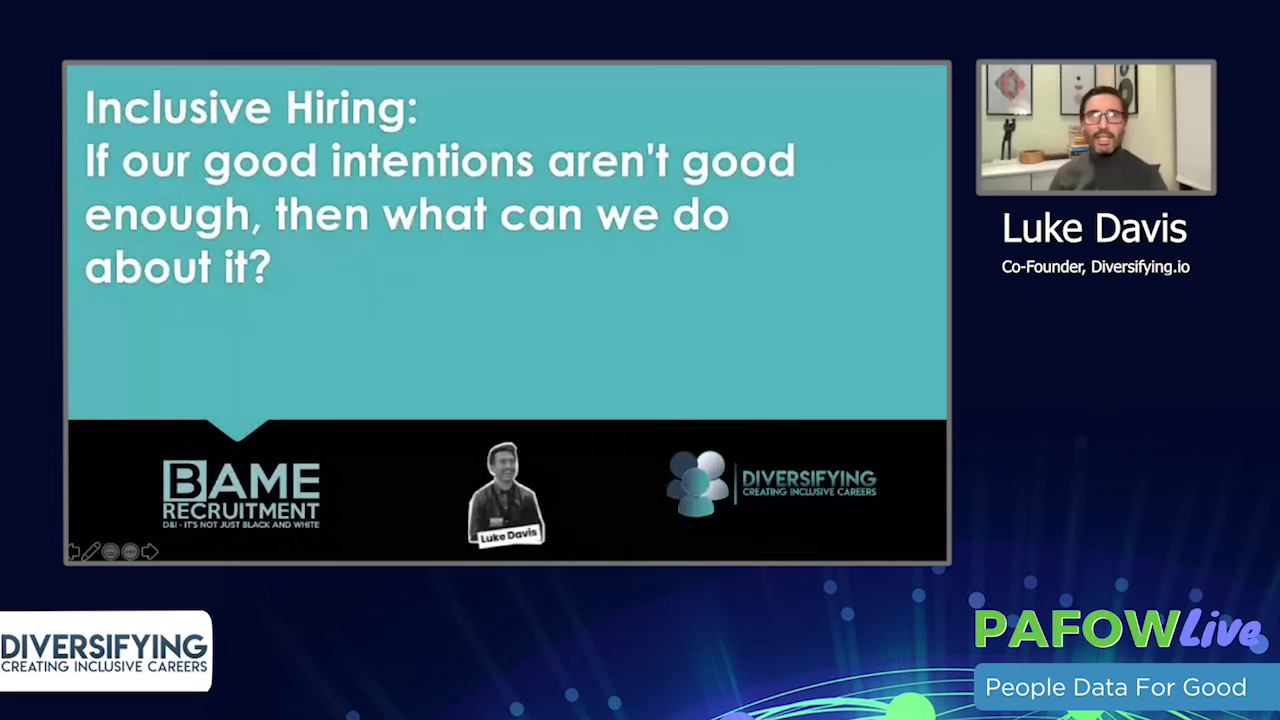 Inclusive Hiring:
If our good intentions aren't good
enough, then what can we do
about it?
BAME
RECRUITMENT
D&I - IT'S NOT JUST BLACK AND WHITE
Luke Davis
DIVERSIFYING
CREATING INCLUSIVE CAREERS
Luke Davis
Co-Founder, Diversifying.io
DIVERSIFYING
CREATING INCLUSIVE CAREERS
PAFOWLive
People Data For Good